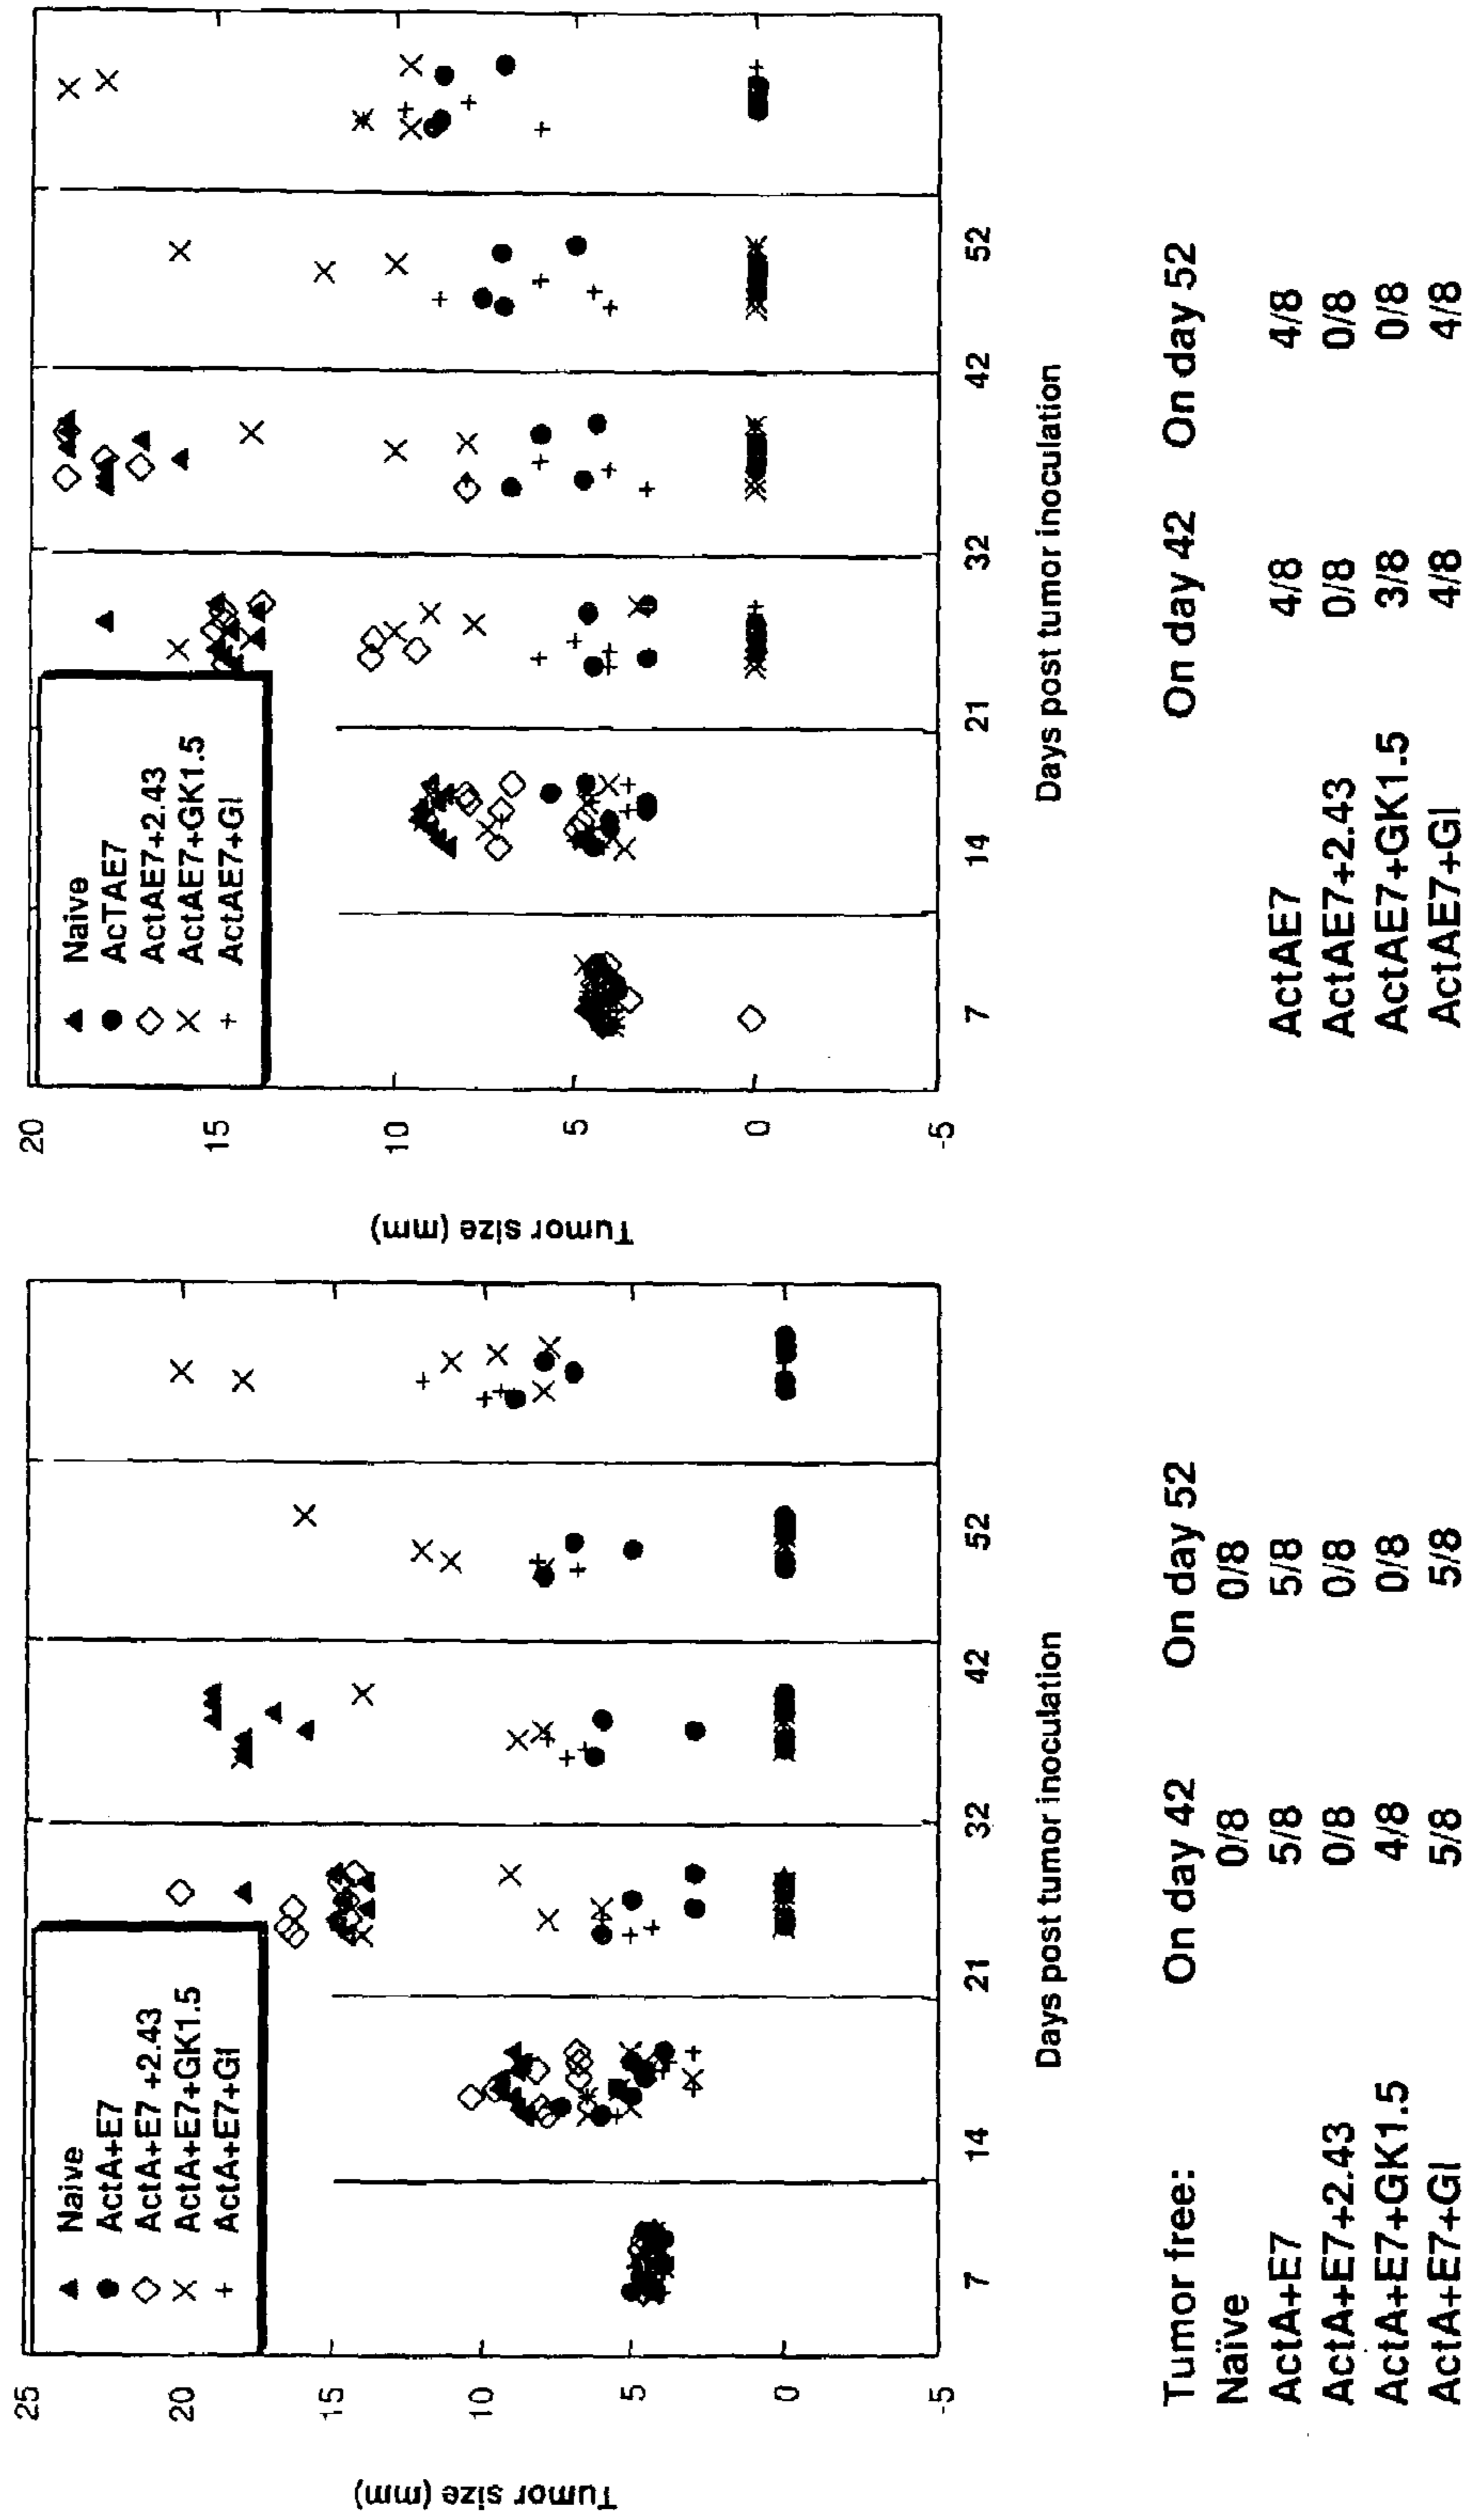 25
20
15
10
5
0
-5
Tumor size (mm)
Naive
ActA+E7
ActA+E7 +2.43
ActA+E7+GK1.5
ActA+E7+GI
7
14
21
32
42
52
Days post tumor inoculation
Tumor free:
On day 42 On day 52
Naïve 0/8 0/8
ActA+E7 5/8 5/8
ActA+E7+2.43 0/8 0/8
ActA+E7+GK1.5 4/8 0/8
ActA+E7+GI 5/8 5/8
20
15
10
5
0
-5
Tumor size (mm)
Naive
AcTAE7
ActAE7+2.43
ActAE7+GK1.5
ActAE7+GI
7
14
21
32
42
52
Days post tumor inoculation
On day 42 On day 52
ActAE7 4/8 4/8
ActAE7+2.43 0/8 0/8
ActAE7+GK1.5 3/8 0/8
ActAE7+GI 4/8 4/8